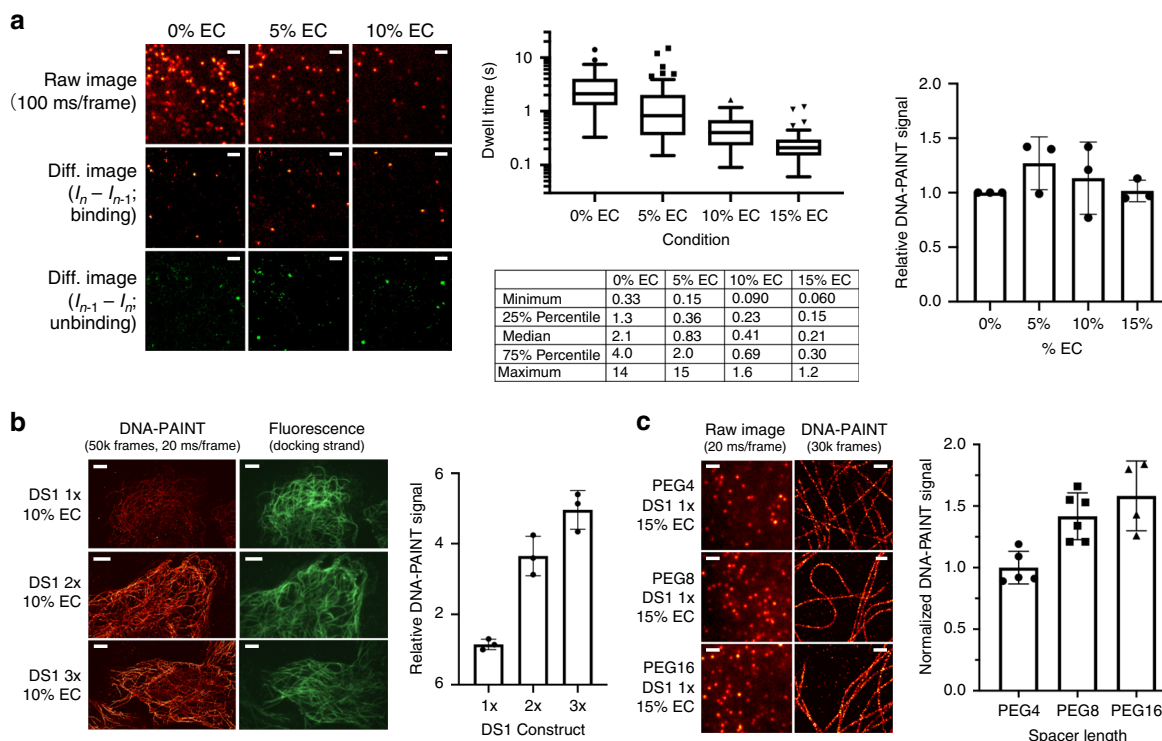 a
0% EC 5% EC 10% EC
Raw image
(100 ms/frame)
Diff. image
(In – In-1;
binding)
Diff. image
(In-1 – In;
unbinding)
Dwell time (s)
10
1
0.1
0% EC 5% EC 10% EC 15% EC
Condition
0% EC 5% EC 10% EC 15% EC
Minimum 0.33 0.15 0.090 0.060
25% Percentile 1.3 0.36 0.23 0.15
Median 2.1 0.83 0.41 0.21
75% Percentile 4.0 2.0 0.69 0.30
Maximum 14 15 1.6 1.2
Relative DNA-PAINT signal
2.0
1.5
1.0
0.5
0.0
0% 5% 10% 15%
% EC
b
DNA-PAINT
(50k frames, 20 ms/frame)
Fluorescence
(docking strand)
DS1 1x
10% EC
DS1 2x
10% EC
DS1 3x
10% EC
Relative DNA-PAINT signal
6
4
2
6
1x 2x 3x
DS1 Construct
c
Raw image
(20 ms/frame)
DNA-PAINT
(30k frames)
PEG4
DS1 1x
15% EC
PEG8
DS1 1x
15% EC
PEG16
DS1 1x
15% EC
Normalized DNA-PAINT signal
2.0
1.5
1.0
0.5
0.0
PEG4 PEG8 PEG16
Spacer length